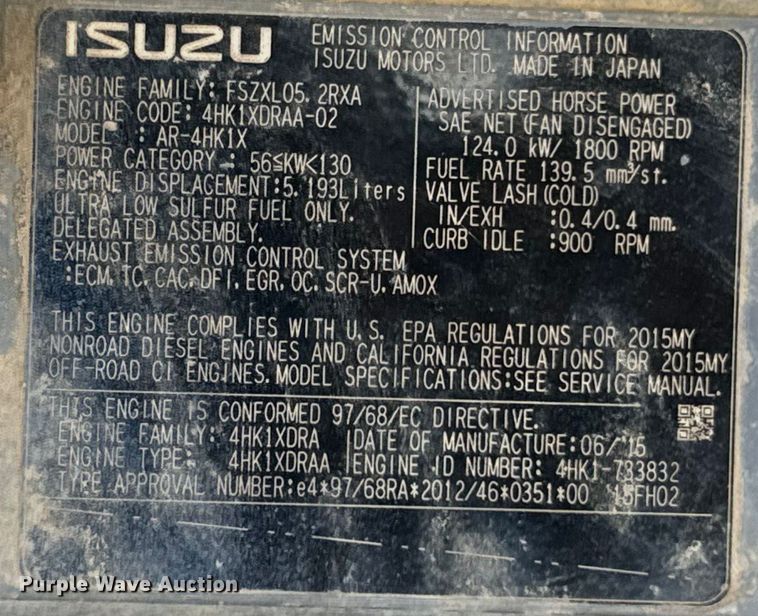 ISUZU
EMISSION CONTROL INFORMATION
ISUZU MOTORS LTD. MADE IN JAPAN
ENGINE FAMILY: FSZXL05.2RXA
ENGINE CODE: 4HK1XDRAA-02
MODEL : AR-4HK1X
POWER CATEGORY : 56≤KW<130
ENGINE DISPLACEMENT:5.193Liters
ULTRA LOW SULFUR FUEL ONLY.
DELEGATED ASSEMBLY.
EXHAUST EMISSION CONTROL SYSTEM
:ECM, TC, CAC, DFI, EGR, OC, SCR-U, AMOX
ADVERTISED HORSE POWER
SAE NET (FAN DISENGAGED)
124.0 kW/ 1800 RPM
FUEL RATE 139.5 mm³/st.
VALVE LASH (COLD)
IN/EXH :0.4/0.4 mm.
CURB IDLE :900 RPM
THIS ENGINE COMPLIES WITH U.S. EPA REGULATIONS FOR 2015MY
NONROAD DIESEL ENGINES AND CALIFORNIA REGULATIONS FOR 2015MY
OFF-ROAD CI ENGINES. MODEL SPECIFICATIONS:SEE SERVICE MANUAL.
THIS ENGINE IS CONFORMED 97/68/EC DIRECTIVE.
ENGINE FAMILY: 4HK1XDRA DATE OF MANUFACTURE:06/'15
ENGINE TYPE: 4HK1XDRAA ENGINE ID NUMBER: 4HK1-733832
TYPE APPROVAL NUMBER:e4*97/68RA*2012/46*0351*00 15FH02
Purple Wave Auction